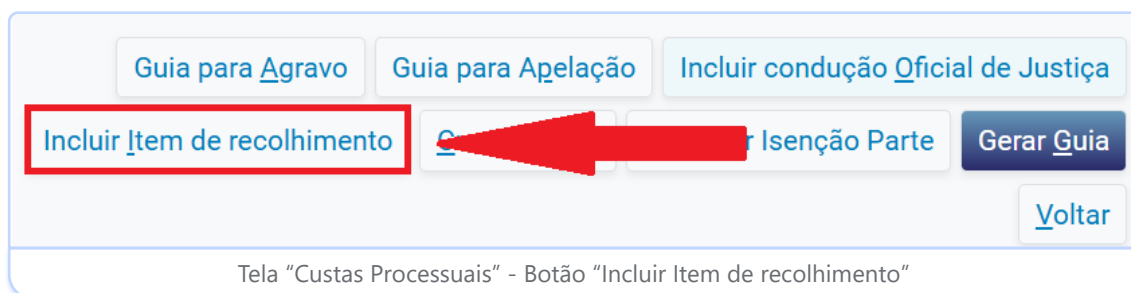 Guia para Agravo Guia para Apelação Incluir condução Oficial de Justiça
Incluir Item de recolhimento Isenção Parte Gerar Guia
Voltar
Tela “Custas Processuais” - Botão “Incluir Item de recolhimento”